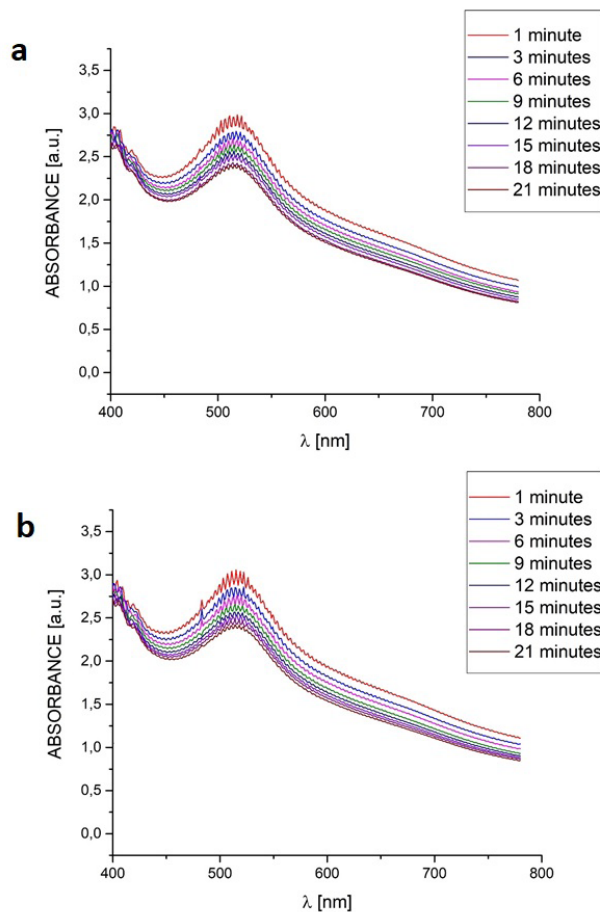 a
1 minute
3 minutes
6 minutes
9 minutes
12 minutes
15 minutes
18 minutes
21 minutes
3,5
3,0
2,5
2,0
1,5
1,0
0,5
0,0
ABSORBANCE [a.u.]
400 500 600 700 800
λ [nm]
b
1 minute
3 minutes
6 minutes
9 minutes
12 minutes
15 minutes
18 minutes
21 minutes
3,5
3,0
2,5
2,0
1,5
1,0
0,5
0,0
ABSORBANCE [a.u.]
400 500 600 700 800
λ [nm]